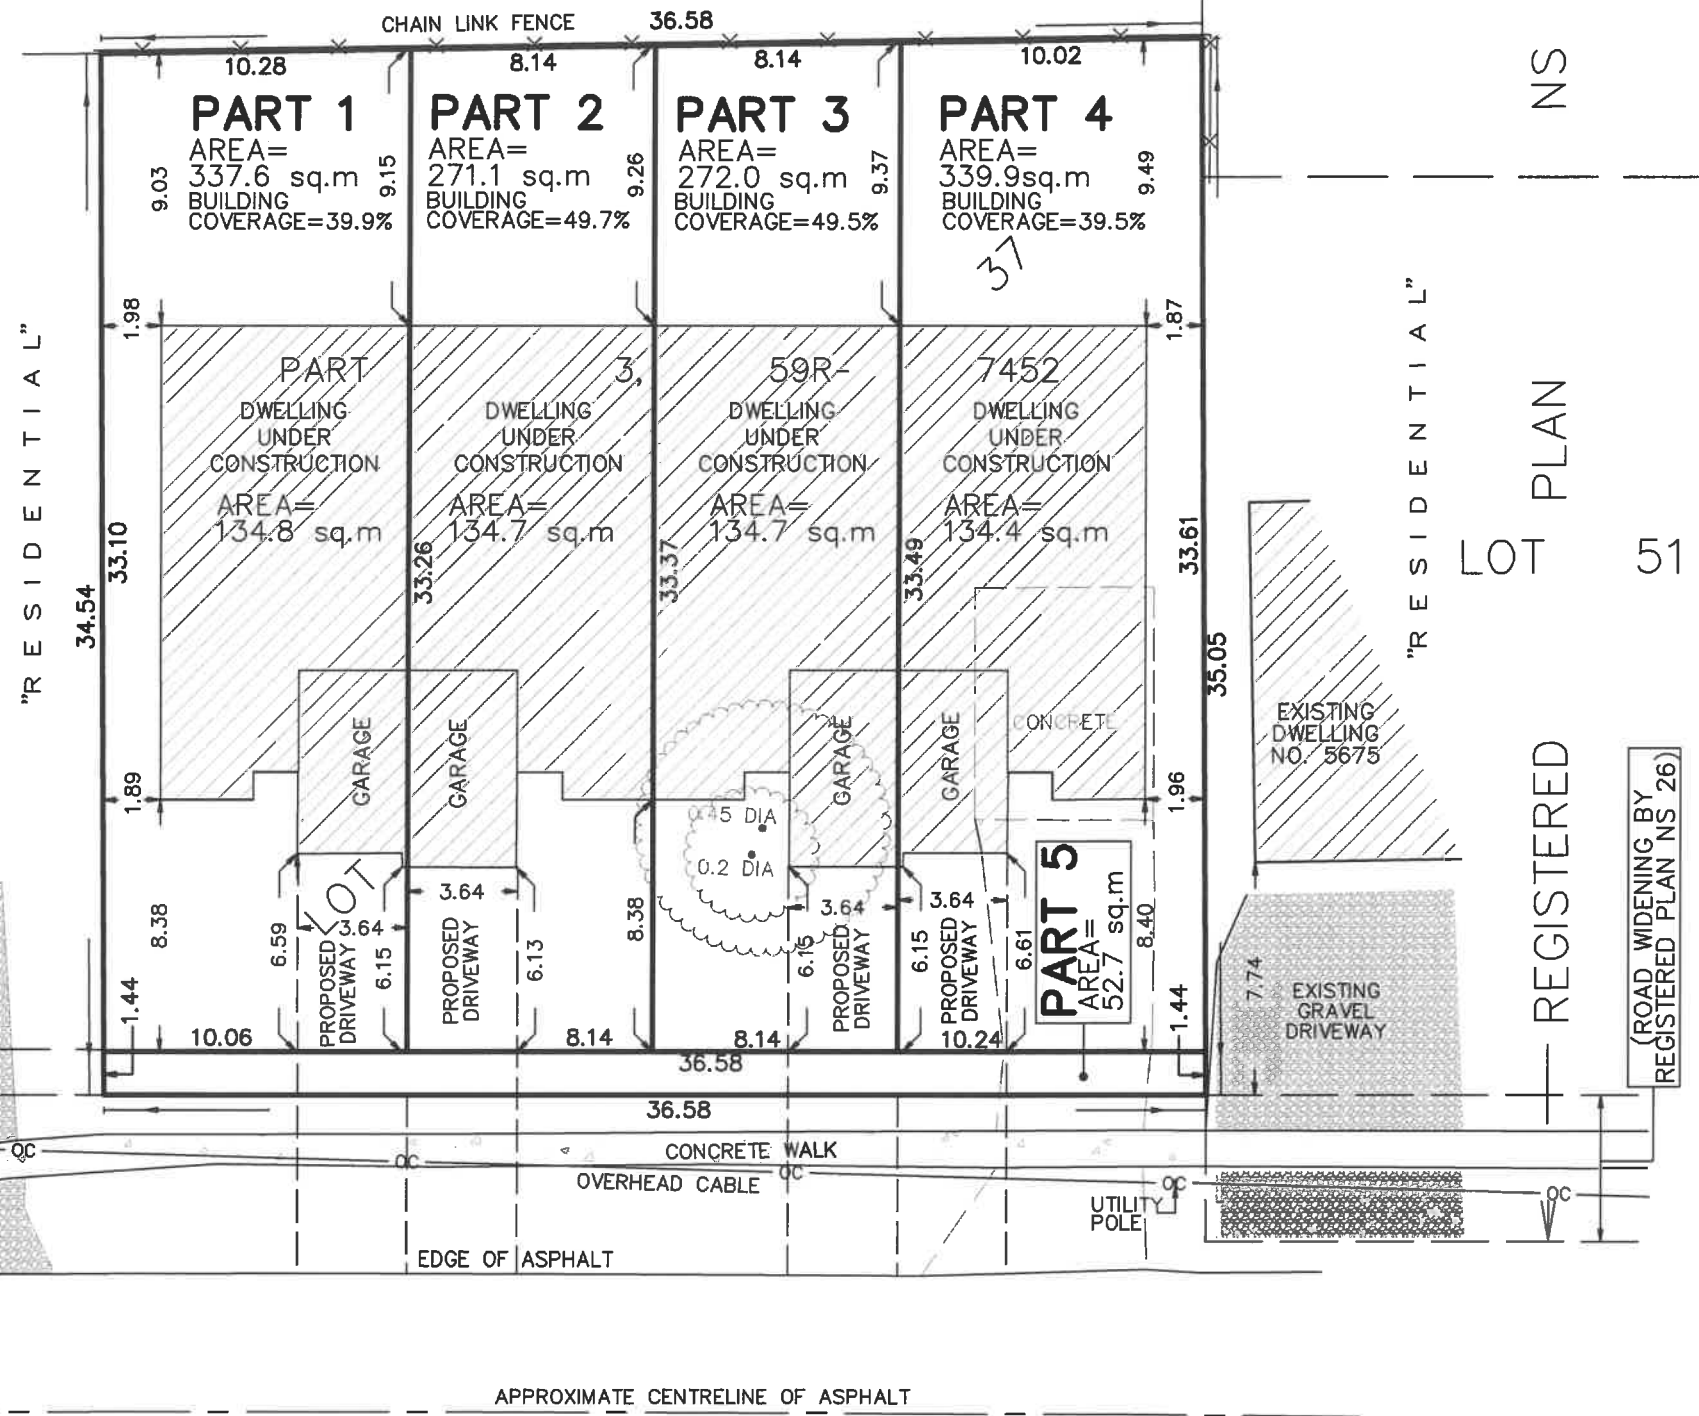 CHAIN LINK FENCE
36.58
10.28
8.14
8.14
10.02
PART 1
AREA=
337.6 sq.m
BUILDING
COVERAGE=39.9%
PART 2
AREA=
271.1 sq.m
BUILDING
COVERAGE=49.7%
PART 3
AREA=
272.0 sq.m
BUILDING
COVERAGE=49.5%
PART 4
AREA=
339.9sq.m
BUILDING
COVERAGE=39.5%
9.03
9.15
9.26
9.37
9.49
37
1.98
1.87
PART 3, 59R-7452
DWELLING
UNDER
CONSTRUCTION
AREA=
134.8 sq.m
DWELLING
UNDER
CONSTRUCTION
AREA=
134.7 sq.m
DWELLING
UNDER
CONSTRUCTION
AREA=
134.7 sq.m
DWELLING
UNDER
CONSTRUCTION
AREA=
134.4 sq.m
"RESIDENTIAL"
34.54
33.10
33.26
33.37
33.49
33.61
35.05
GARAGE
GARAGE
GARAGE
GARAGE
CONCRETE
1.89
1.96
0.45 DIA
0.2 DIA
LOT
8.38
6.59
3.64
PROPOSED
DRIVEWAY
6.15
3.64
PROPOSED
DRIVEWAY
6.13
8.38
6.15
3.64
PROPOSED
DRIVEWAY
6.15
3.64
PROPOSED
DRIVEWAY
6.61
PART 5
AREA=
52.7 sq.m
8.40
1.44
1.44
10.06
8.14
8.14
10.24
36.58
36.58
EXISTING
DWELLING
NO. 5675
7.74
EXISTING
GRAVEL
DRIVEWAY
"RESIDENTIAL"
LOT 51
REGISTERED PLAN NS
(ROAD WIDENING BY
REGISTERED PLAN NS 26)
CONCRETE WALK
OC
OC
OC
OC
OC
OVERHEAD CABLE
UTILITY
POLE
EDGE OF ASPHALT
APPROXIMATE CENTRELINE OF ASPHALT